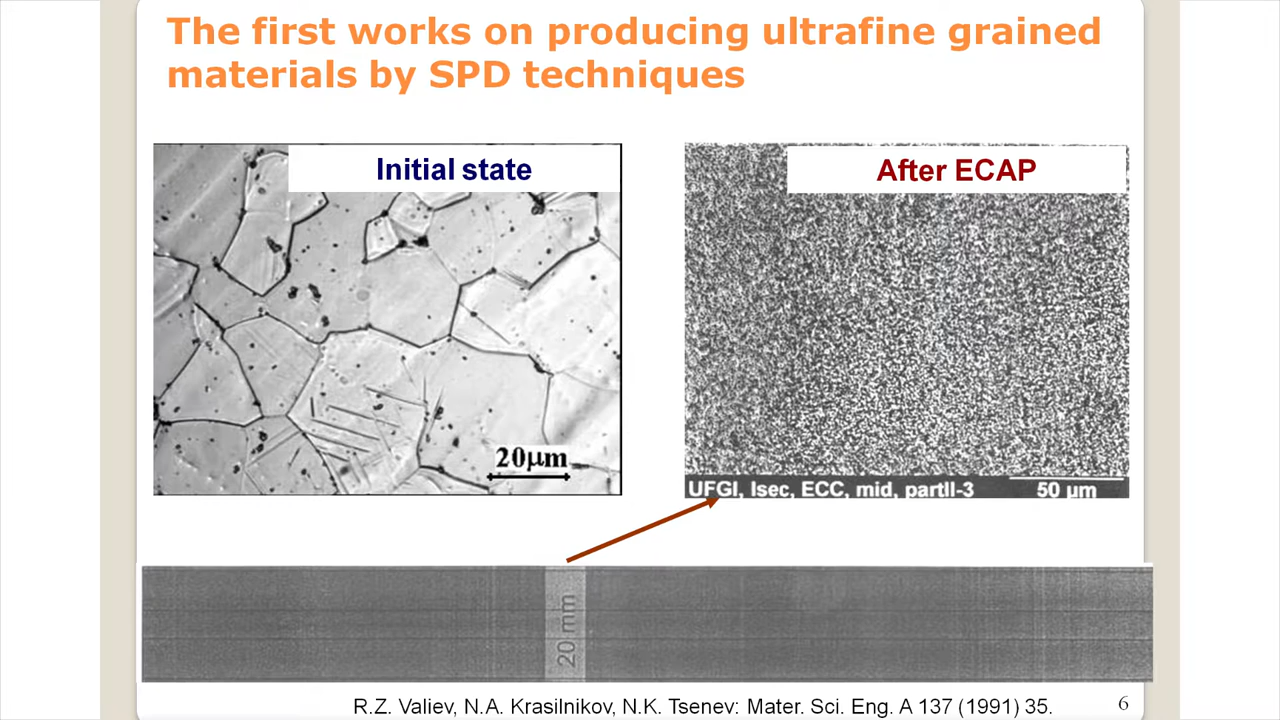 The first works on producing ultrafine grained
materials by SPD techniques
Initial state
After ECAP
20µm
UFGI, Isec, ECC, mid, partII-3
50 µm
20 mm
R.Z. Valiev, N.A. Krasilnikov, N.K. Tsenev: Mater. Sci. Eng. A 137 (1991) 35.
6